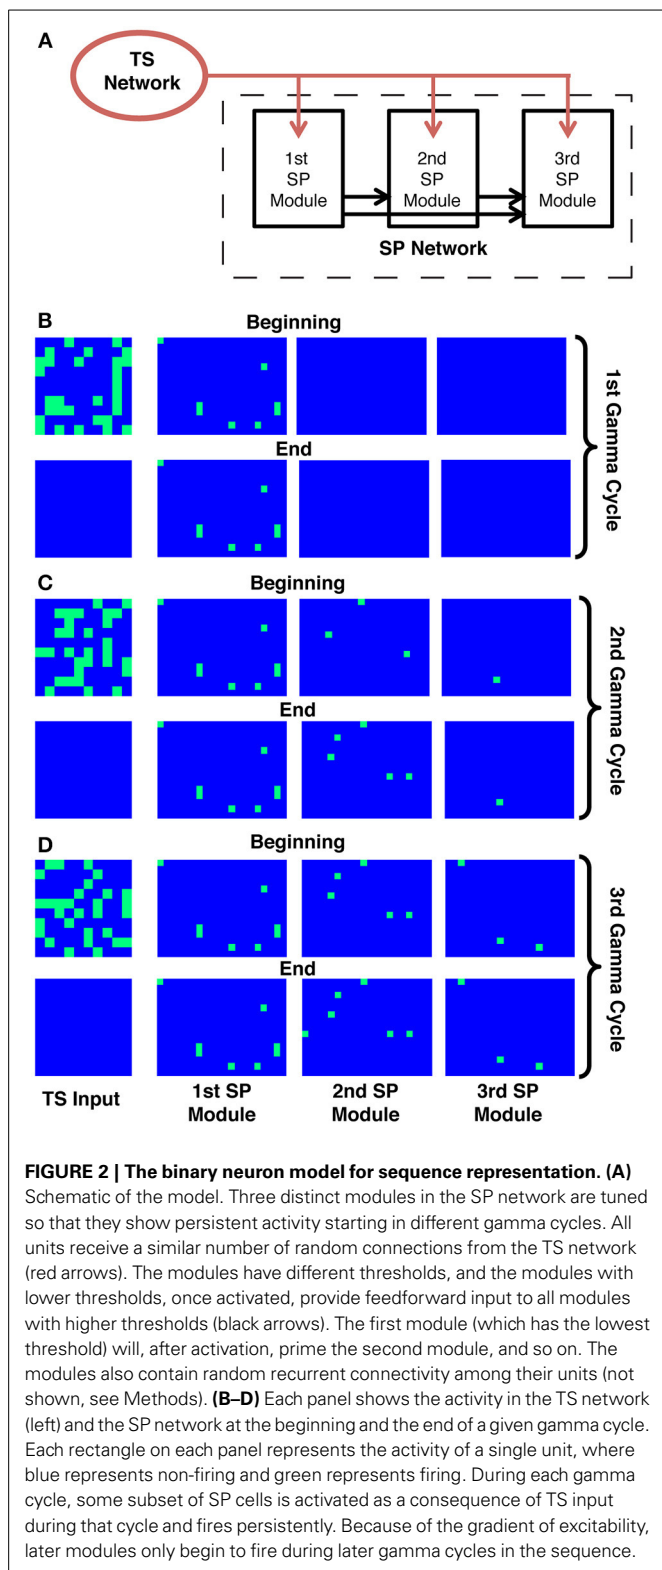 A
TS
Network
1st
SP
Module
2nd
SP
Module
3rd
SP
Module
SP Network
B
Beginning
End
1st Gamma Cycle
C
Beginning
End
2nd Gamma Cycle
D
Beginning
End
3rd Gamma Cycle
TS Input
1st SP
Module
2nd SP
Module
3rd SP
Module
FIGURE 2 | The binary neuron model for sequence representation. (A)
Schematic of the model. Three distinct modules in the SP network are tuned
so that they show persistent activity starting in different gamma cycles. All
units receive a similar number of random connections from the TS network
(red arrows). The modules have different thresholds, and the modules with
lower thresholds, once activated, provide feedforward input to all modules
with higher thresholds (black arrows). The first module (which has the lowest
threshold) will, after activation, prime the second module, and so on. The
modules also contain random recurrent connectivity among their units (not
shown, see Methods). (B–D) Each panel shows the activity in the TS network
(left) and the SP network at the beginning and the end of a given gamma cycle.
Each rectangle on each panel represents the activity of a single unit, where
blue represents non-firing and green represents firing. During each gamma
cycle, some subset of SP cells is activated as a consequence of TS input
during that cycle and fires persistently. Because of the gradient of excitability,
later modules only begin to fire during later gamma cycles in the sequence.